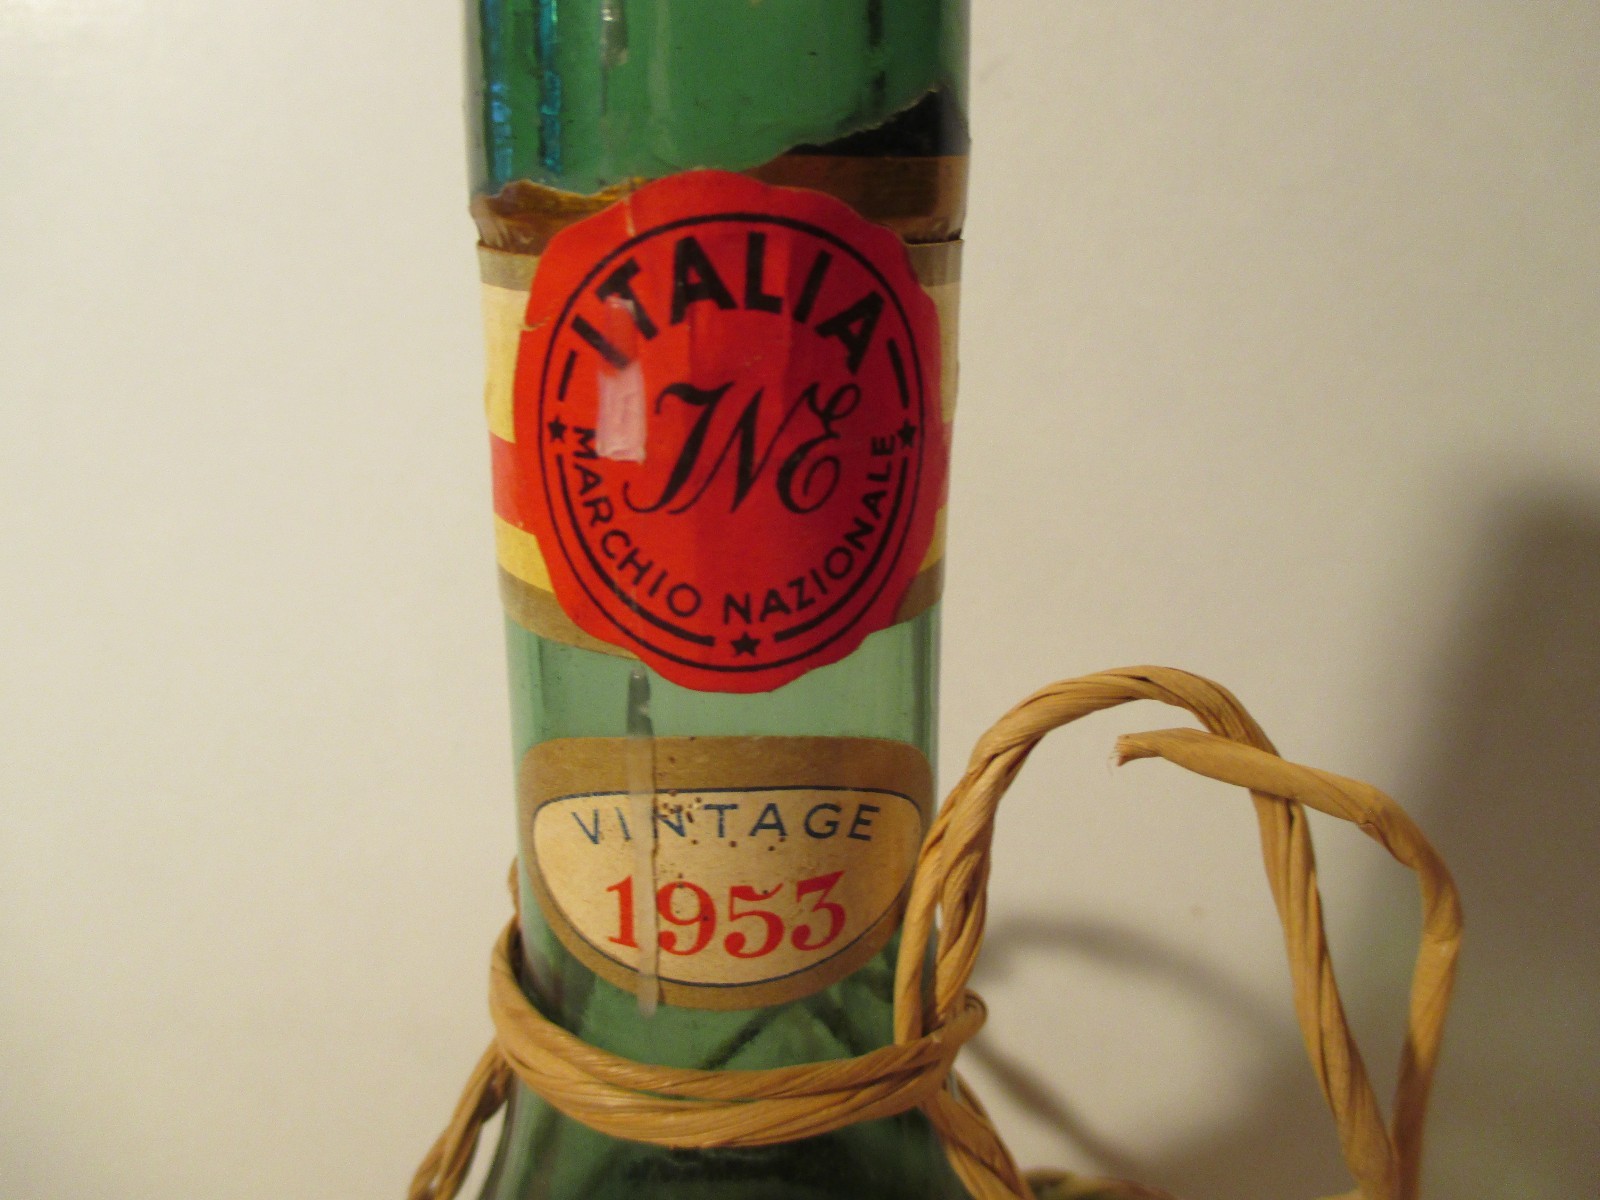 ITALIA
INE
MARCHIO NAZIONALE
VINTAGE
1953